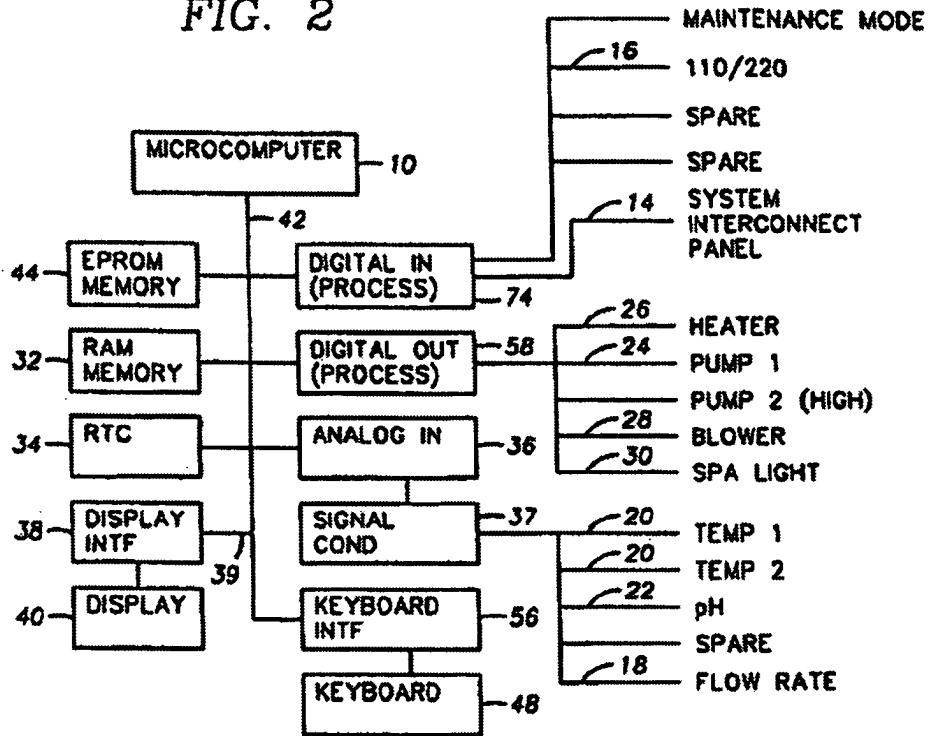 FIG. 2
MAINTENANCE MODE
16
110/220
SPARE
MICROCOMPUTER
10
SPARE
42
14
SYSTEM
INTERCONNECT
PANEL
44
EPROM
MEMORY
DIGITAL IN
(PROCESS)
74
26
HEATER
32
RAM
MEMORY
DIGITAL OUT
(PROCESS)
58
24
PUMP 1
PUMP 2 (HIGH)
34
RTC
ANALOG IN
36
28
BLOWER
30
SPA LIGHT
38
DISPLAY
INTF
39
SIGNAL
COND
37
20
TEMP 1
20
TEMP 2
40
DISPLAY
KEYBOARD
INTF
56
22
pH
SPARE
KEYBOARD
48
18
FLOW RATE